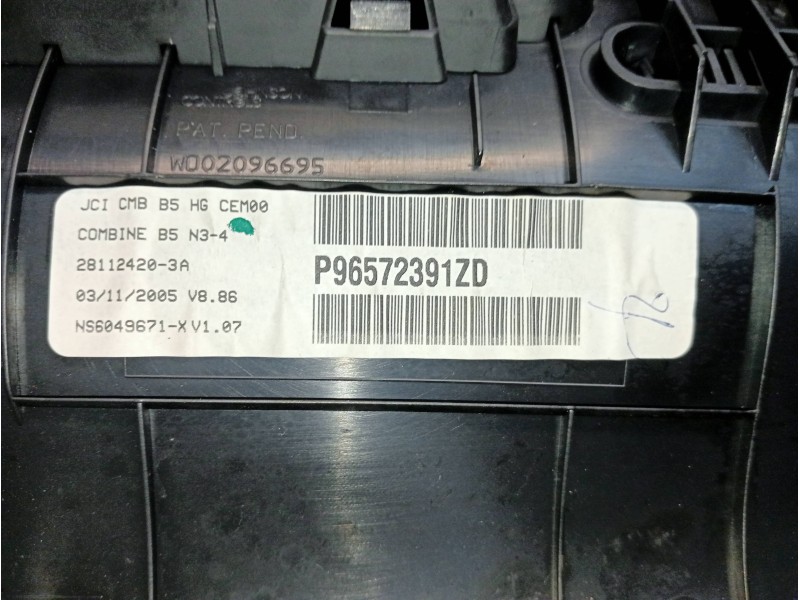 CONTROLS
PAT. PEND.
W002096695
JCI CMB B5 HG CEM00
COMBINE B5 N3-4
28112420-3A
03/11/2005 V8.86
NS6049671-X V1.07
P96572391ZD